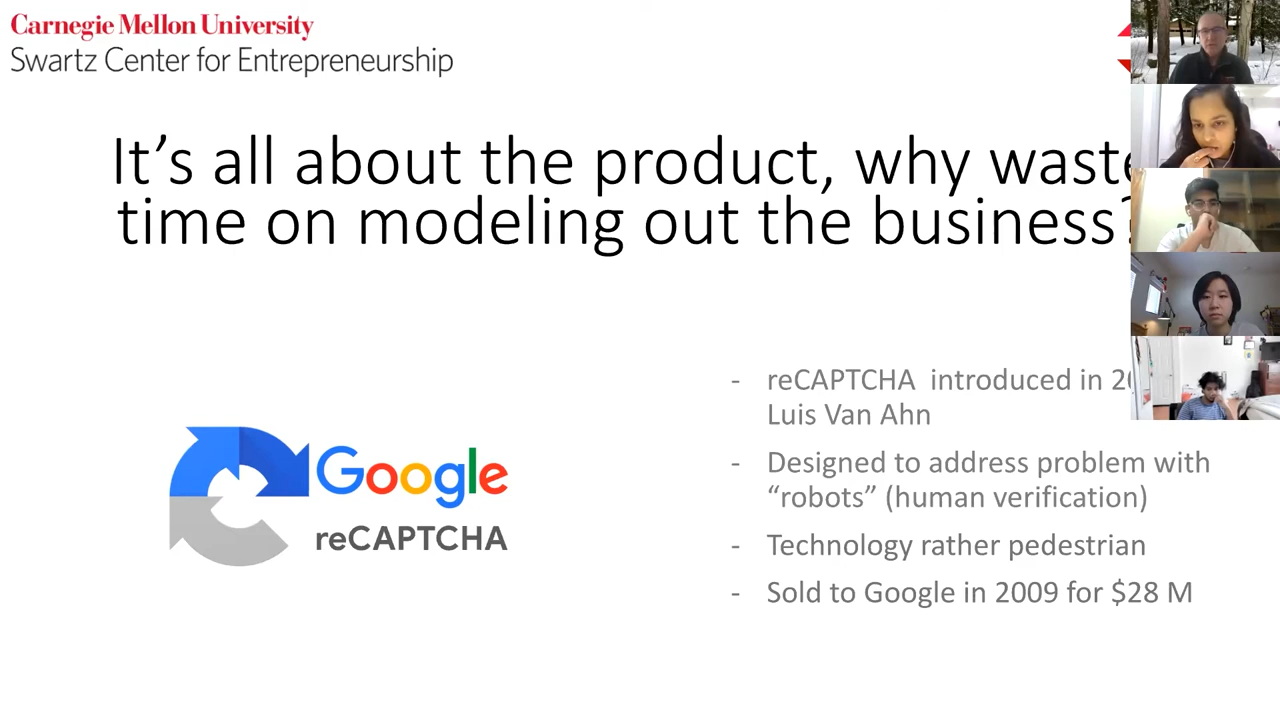 Carnegie Mellon University
Swartz Center for Entrepreneurship
It’s all about the product, why waste
time on modeling out the business?
- reCAPTCHA introduced in
Luis Van Ahn
- Designed to address problem with
“robots” (human verification)
- Technology rather pedestrian
- Sold to Google in 2009 for $28 M
Google
reCAPTCHA